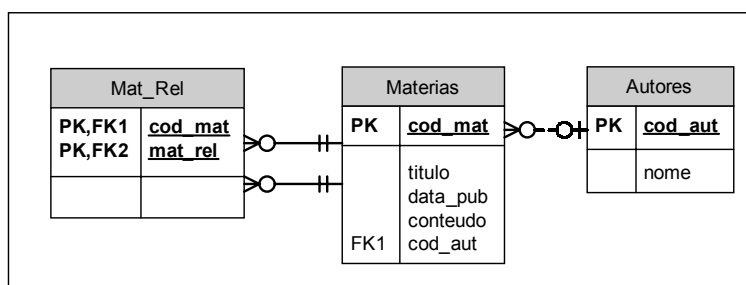 Mat_Rel
PK,FK1 cod_mat
PK,FK2 mat_rel
Materias
PK cod_mat
titulo
data_pub
conteudo
FK1 cod_aut
Autores
PK cod_aut
nome